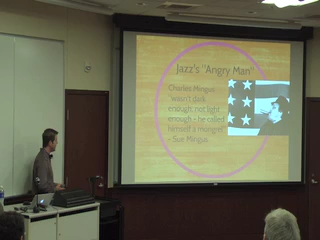 Jazz's "Angry Man"
Charles Mingus
"wasn't dark
enough, not light
enough - he called
himself a mongrel"
- Sue Mingus